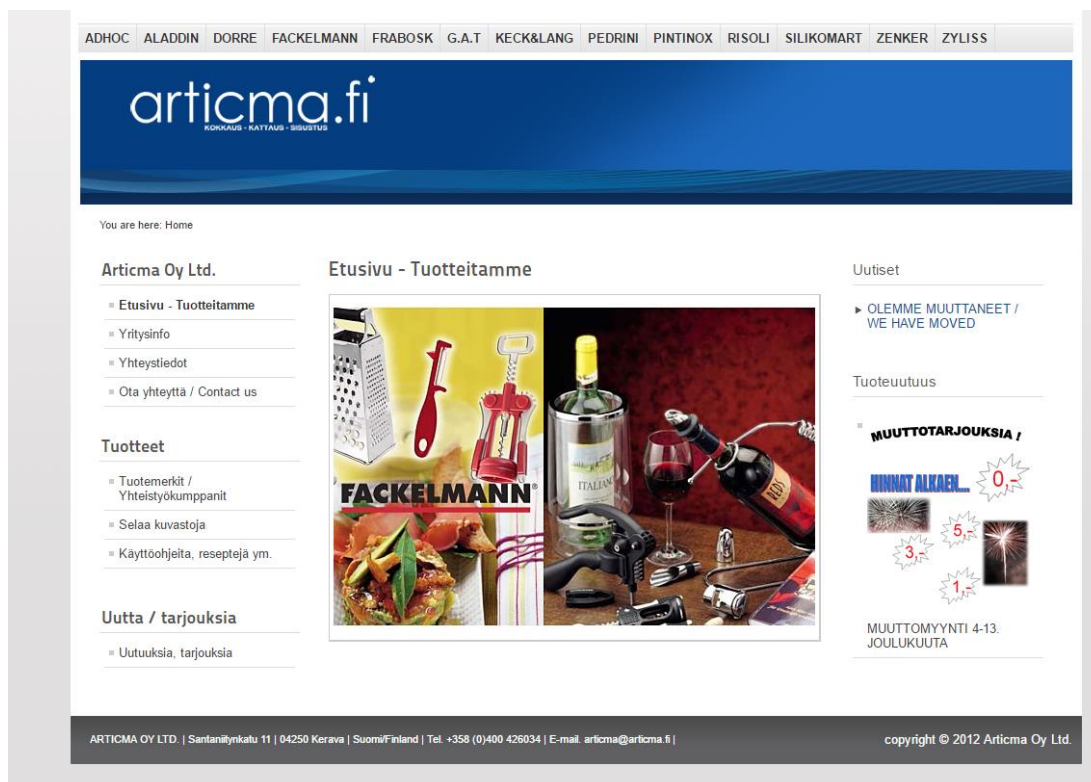 ADHOC ALADDIN DORRE FACKELMANN FRABOSK G.A.T KECK&LANG PEDRINI PINTINOX RISOLI SILIKOMART ZENKER ZYLISS
articma.fi
KOKKAUS - KATTAUS - SISUSTUS
You are here: Home
Articma Oy Ltd.
Etusivu - Tuotteitamme
Yritysinfo
Yhteystiedot
Ota yhteyttä / Contact us
Tuotteet
Tuotemerkit /
Yhteistyökumppanit
Selaa kuvastoja
Käyttöohjeita, reseptejä ym.
Uutta / tarjouksia
Uutuuksia, tarjouksia
Etusivu - Tuotteitamme
FACKELMANN®
ITALIANO
REDS
Uutiset
OLEMME MUUTTANEET /
WE HAVE MOVED
Tuoteuutuus
MUUTTOTARJOUKSIA !
HINNAT ALKAEN....
0,-
5,-
3,-
1,-
MUUTTOMYYNTI 4-13.
JOULUKUUTA
ARTICMA OY LTD. | Santaniitynkatu 11 | 04250 Kerava | Suomi/Finland | Tel. +358 (0)400 426034 | E-mail. articma@articma.fi |
copyright © 2012 Articma Oy Ltd.